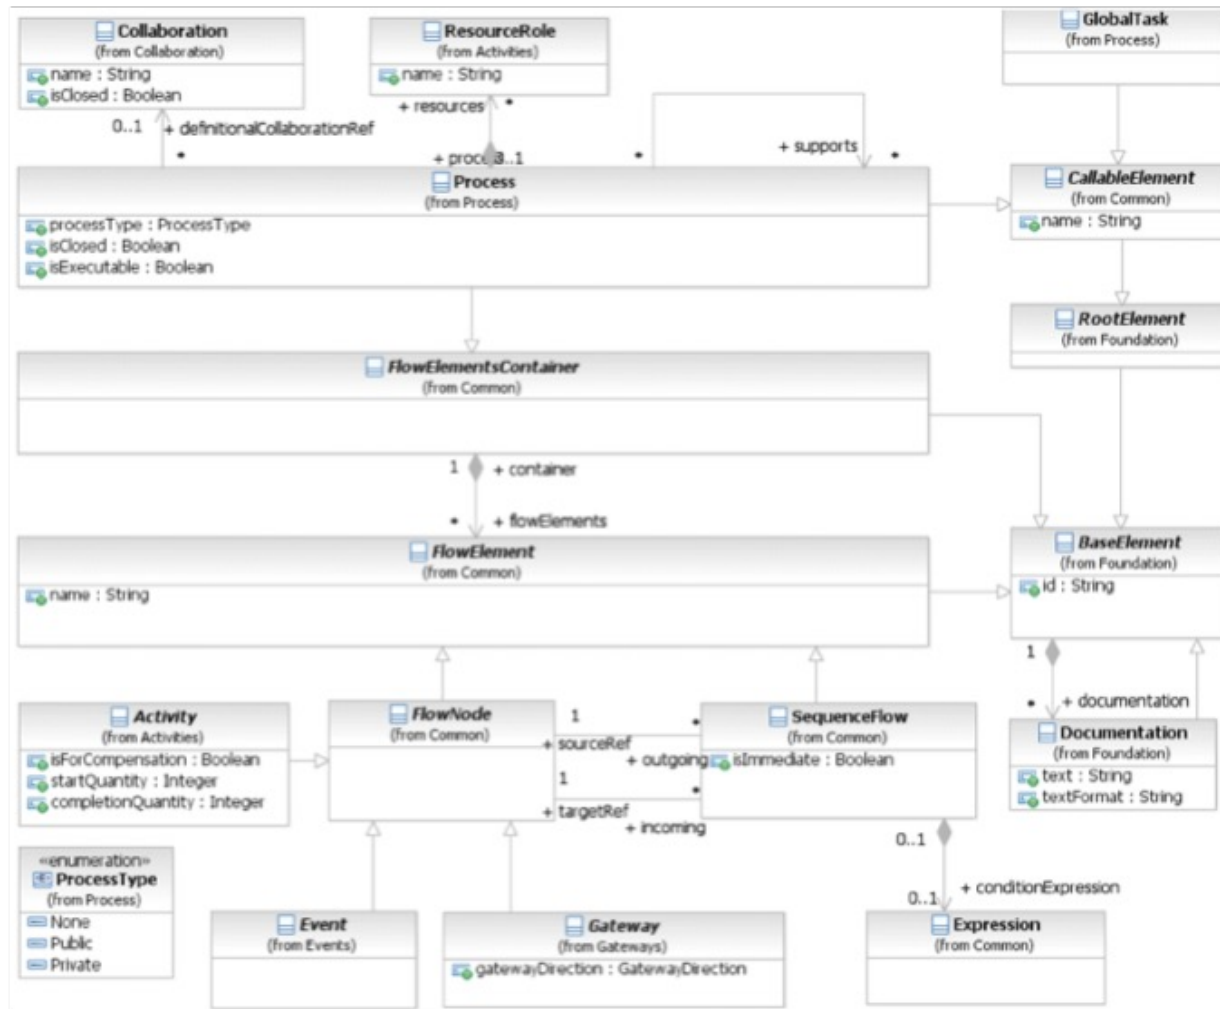 Collaboration
(from Collaboration)
name : String
isClosed : Boolean
ResourceRole
(from Activities)
name : String
GlobalTask
(from Process)
+ resources
*
0..1
+ definitionalCollaborationRef
*
*
+ supports
*
Process
(from Process)
processType : ProcessType
isClosed : Boolean
isExecutable : Boolean
CallableElement
(from Common)
name : String
RootElement
(from Foundation)
FlowElementsContainer
(from Common)
1
+ container
*
+ flowElements
FlowElement
(from Common)
name : String
BaseElement
(from Foundation)
id : String
1
*
+ documentation
Documentation
(from Foundation)
text : String
textFormat : String
Activity
(from Activities)
isForCompensation : Boolean
startQuantity : Integer
completionQuantity : Integer
FlowNode
(from Common)
1
*
+ sourceRef
+ outgoing
1
*
+ targetRef
+ incoming
SequenceFlow
(from Common)
isImmediate : Boolean
0..1
0..1
+ conditionExpression
«enumeration»
ProcessType
(from Process)
None
Public
Private
Event
(from Events)
Gateway
(from Gateways)
gatewayDirection : GatewayDirection
Expression
(from Common)